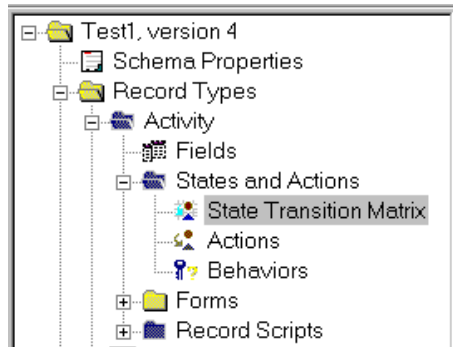 Test1, version 4
Schema Properties
Record Types
Activity
Fields
States and Actions
State Transition Matrix
Actions
Behaviors
Forms
Record Scripts